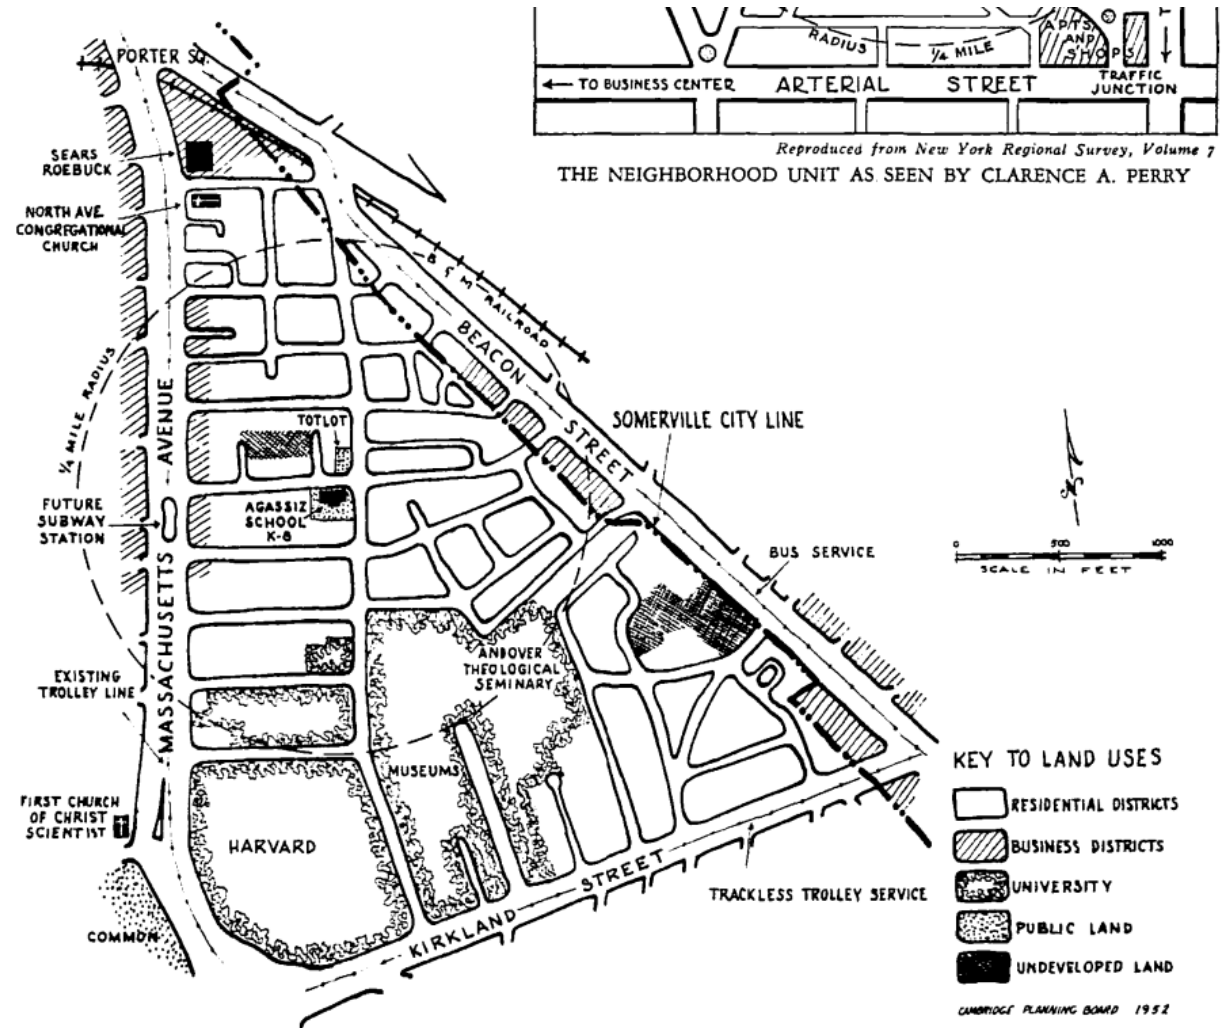 RADIUS
1/4 MILE
APTS.
AND
SHOPS
← TO BUSINESS CENTER
ARTERIAL STREET
TRAFFIC
JUNCTION
Reproduced from New York Regional Survey, Volume 7
THE NEIGHBORHOOD UNIT AS SEEN BY CLARENCE A. PERRY
PORTER SQ.
SEARS
ROEBUCK
NORTH AVE.
CONGREGATIONAL
CHURCH
B & M RAILROAD
BEACON STREET
1/4 MILE RADIUS
MASSACHUSETTS AVENUE
TOTLOT
SOMERVILLE CITY LINE
FUTURE
SUBWAY
STATION
AGASSIZ
SCHOOL
K-8
N
BUS SERVICE
0 500 1000
SCALE IN FEET
ANDOVER
THEOLOGICAL
SEMINARY
EXISTING
TROLLEY LINE
MUSEUMS
FIRST CHURCH
OF CHRIST
SCIENTIST
HARVARD
COMMON
KIRKLAND STREET
TRACKLESS TROLLEY SERVICE
KEY TO LAND USES
RESIDENTIAL DISTRICTS
BUSINESS DISTRICTS
UNIVERSITY
PUBLIC LAND
UNDEVELOPED LAND
CAMBRIDGE PLANNING BOARD 1952